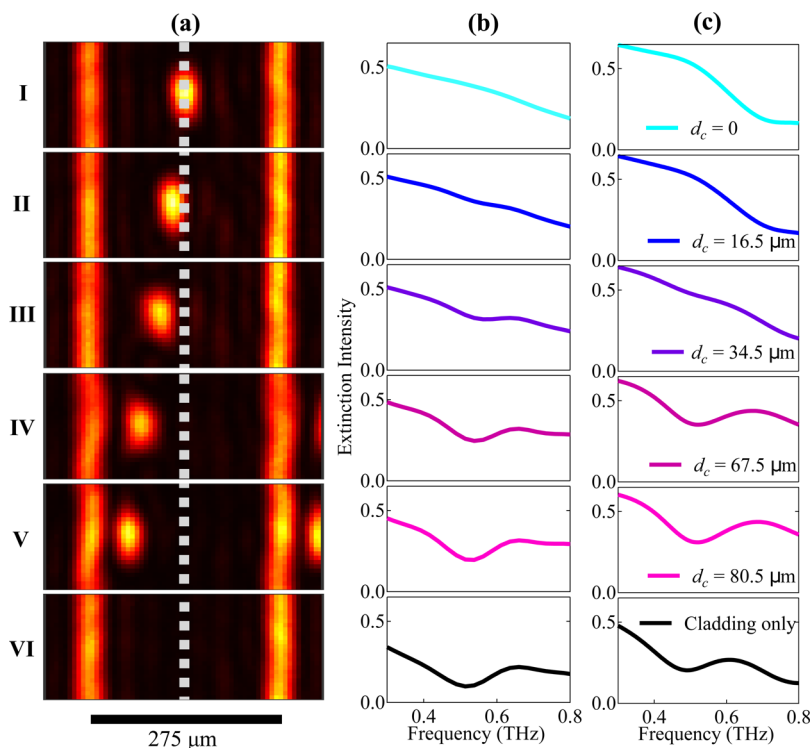 (a) (b) (c)
I
II
III
IV
V
VI
275 μm
Extinction Intensity
0.5
0.0
0.5
0.0
0.5
0.0
0.5
0.0
0.5
0.0
0.5
0.0
0.4 0.6 0.8
Frequency (THz)
0.5
0.0
d_c = 0
0.5
0.0
d_c = 16.5 μm
0.5
0.0
d_c = 34.5 μm
0.5
0.0
d_c = 67.5 μm
0.5
0.0
d_c = 80.5 μm
0.5
0.0
Cladding only
0.4 0.6 0.8
Frequency (THz)